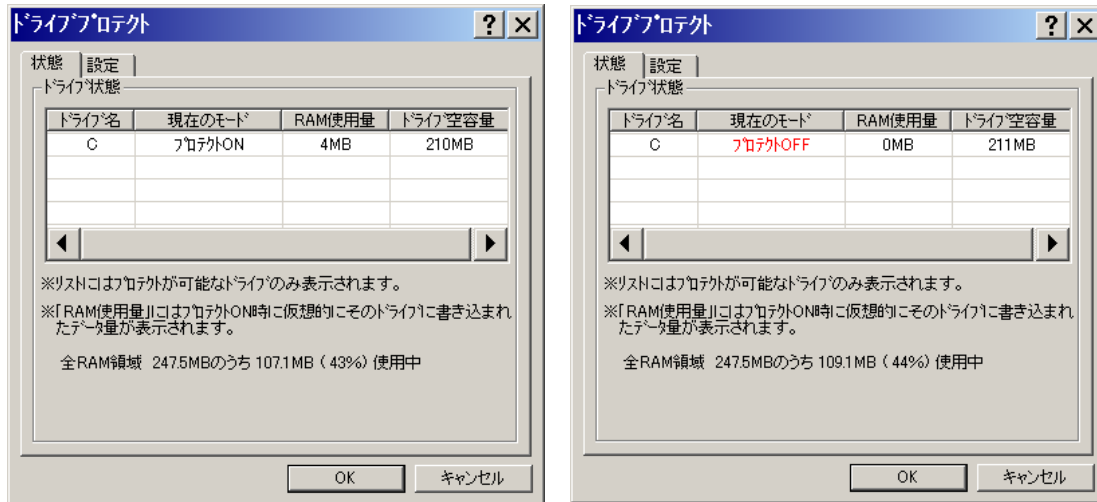 ﾄﾞﾗｲﾌﾞﾌﾟﾛﾃｸﾄ
状態 設定
ﾄﾞﾗｲﾌﾞ状態
ﾄﾞﾗｲﾌﾞ名 現在のﾓｰﾄﾞ RAM使用量 ﾄﾞﾗｲﾌﾞ空容量
C ﾌﾟﾛﾃｸﾄON 4MB 210MB
※ﾘｽﾄにはﾌﾟﾛﾃｸﾄが可能なﾄﾞﾗｲﾌﾞのみ表示されます。
※｢RAM使用量｣にはﾌﾟﾛﾃｸﾄON時に仮想的にそのﾄﾞﾗｲﾌﾞに書き込まれ
たﾃﾞｰﾀ量が表示されます。
全RAM領域 247.5MBのうち 107.1MB ( 43%) 使用中
OK キャンセル
ﾄﾞﾗｲﾌﾞﾌﾟﾛﾃｸﾄ
状態 設定
ﾄﾞﾗｲﾌﾞ状態
ﾄﾞﾗｲﾌﾞ名 現在のﾓｰﾄﾞ RAM使用量 ﾄﾞﾗｲﾌﾞ空容量
C ﾌﾟﾛﾃｸﾄOFF 0MB 211MB
※ﾘｽﾄにはﾌﾟﾛﾃｸﾄが可能なﾄﾞﾗｲﾌﾞのみ表示されます。
※｢RAM使用量｣にはﾌﾟﾛﾃｸﾄON時に仮想的にそのﾄﾞﾗｲﾌﾞに書き込まれ
たﾃﾞｰﾀ量が表示されます。
全RAM領域 247.5MBのうち 109.1MB ( 44%) 使用中
OK キャンセル